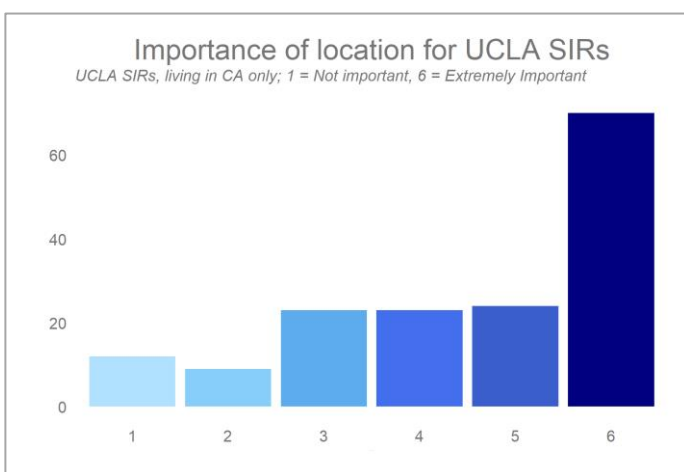 Importance of location for UCLA SIRs
UCLA SIRs, living in CA only; 1 = Not important, 6 = Extremely Important
60
40
20
0
1 2 3 4 5 6